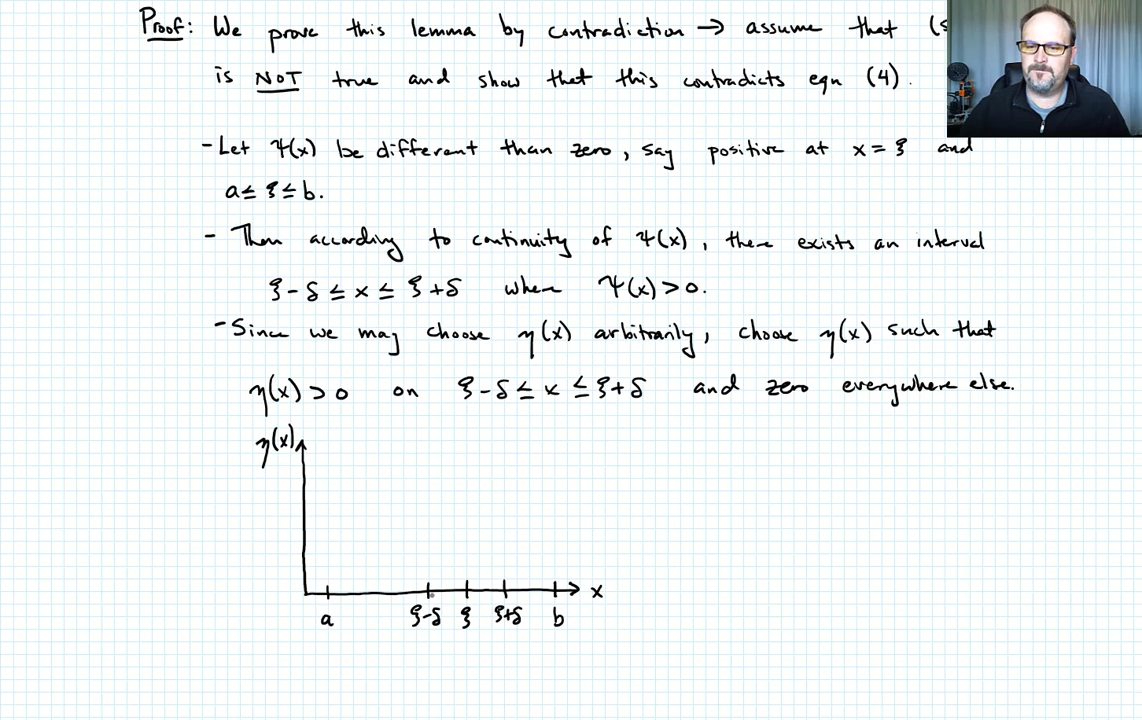 Proof: We prove this lemma by contradiction → assume that (
is NOT true and show that this contradicts eqn (4).
- Let Ψ(x) be different than zero, say positive at x = ξ and
a ≤ ξ ≤ b.
- Then according to continuity of Ψ(x), there exists an interval
ξ-δ ≤ x ≤ ξ+δ where Ψ(x) > 0.
- Since we may choose η(x) arbitrarily, choose η(x) such that
η(x) > 0 on ξ-δ ≤ x ≤ ξ+δ and zero everywhere else.
η(x)
x
a ξ-δ ξ ξ+δ b